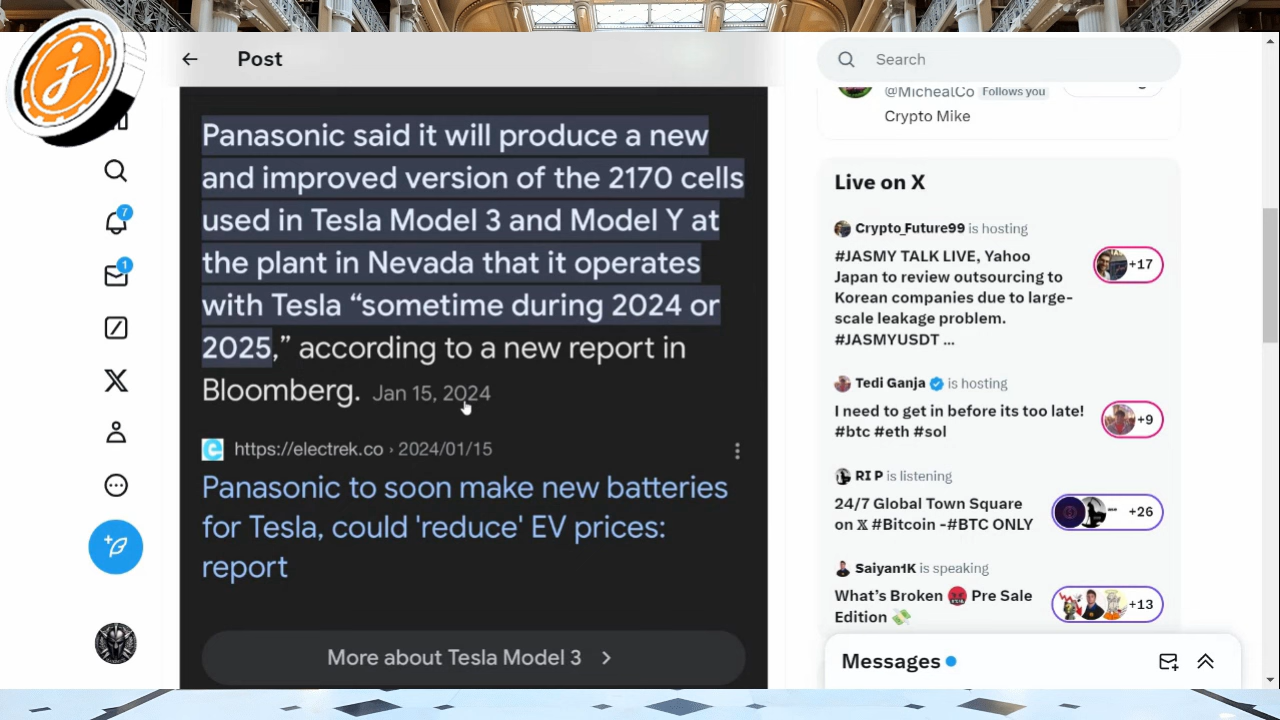 j
Post
Panasonic said it will produce a new
and improved version of the 2170 cells
used in Tesla Model 3 and Model Y at
the plant in Nevada that it operates
with Tesla “sometime during 2024 or
2025,” according to a new report in
Bloomberg. Jan 15, 2024
https://electrek.co › 2024/01/15
Panasonic to soon make new batteries
for Tesla, could 'reduce' EV prices:
report
More about Tesla Model 3
7
1
Search
@MichealCo Follows you
Crypto Mike
Live on X
Crypto_Future99 is hosting
#JASMY TALK LIVE, Yahoo
Japan to review outsourcing to
Korean companies due to large-
scale leakage problem.
#JASMYUSDT ...
+17
Tedi Ganja is hosting
I need to get in before its too late!
#btc #eth #sol
+9
RI P is listening
24/7 Global Town Square
on 𝕏 #Bitcoin -#BTC ONLY
+26
Saiyan1K is speaking
What's Broken 🤬 Pre Sale
Edition 💸
+13
Messages